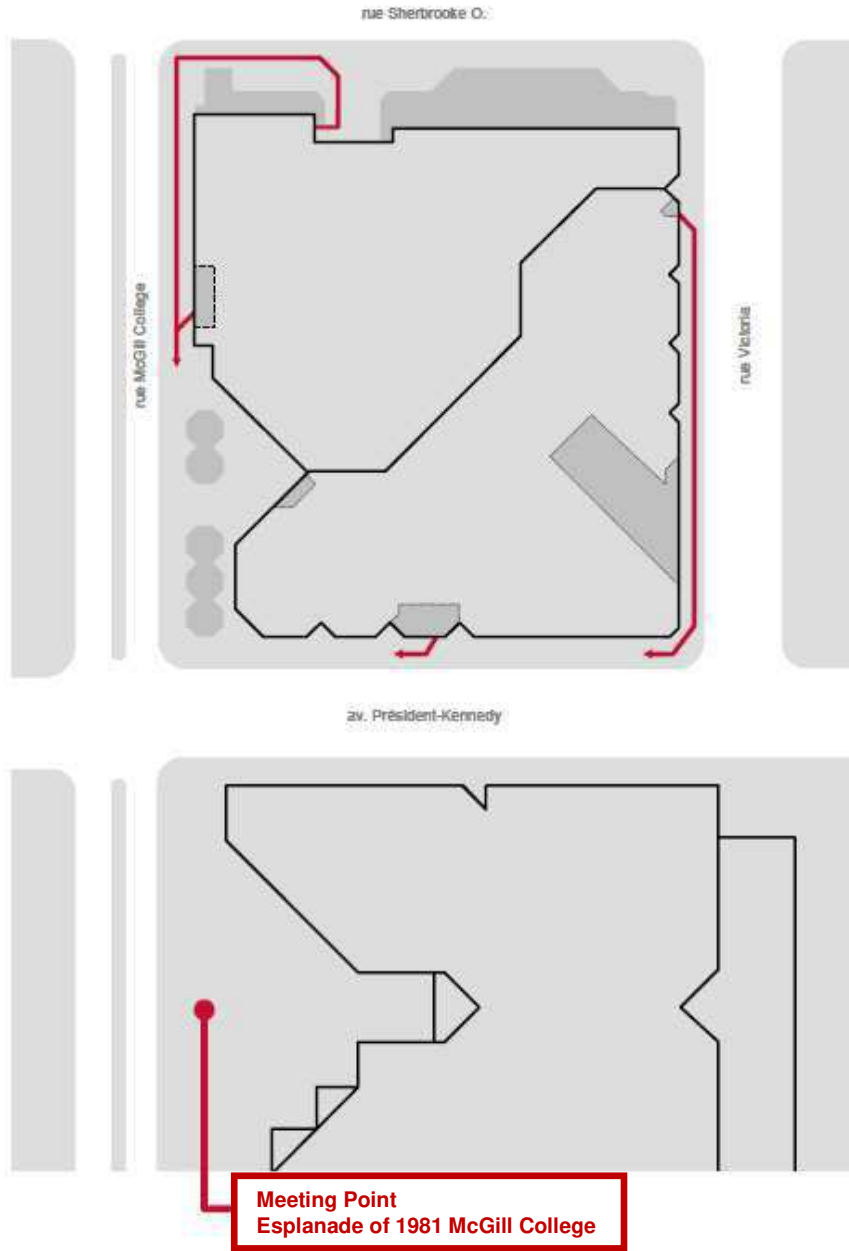 rue Sherbrooke O.
rue McGill College
rue Victoria
av. Président-Kennedy
Meeting Point
Esplanade of 1981 McGill College